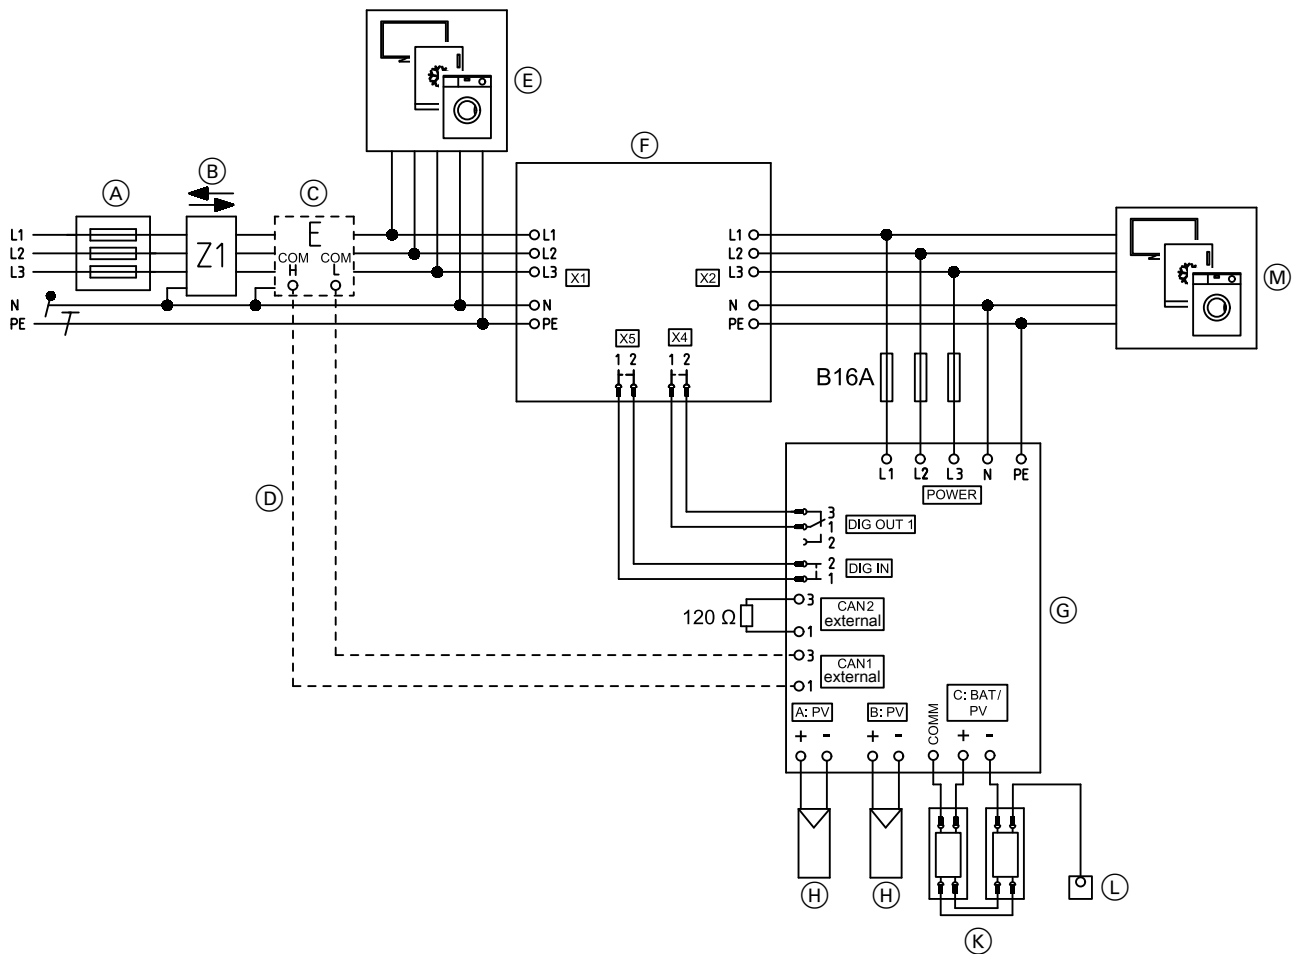 E
F
B
A
C
L1
L2
L3
N
PE
Z1
E
COM COM
H L
L1
L2
L3
N
PE
X1
X2
L1
L2
L3
N
PE
M
X5 X4
1 2 1 2
B16A
L1 L2 L3 N PE
POWER
D
3
1
2
DIG OUT 1
2
1
DIG IN
120 Ω
3
1
CAN2
external
G
3
1
CAN1
external
A: PV
+ -
B: PV
+ -
COMM
C: BAT/
PV
+ -
H
H
K
L